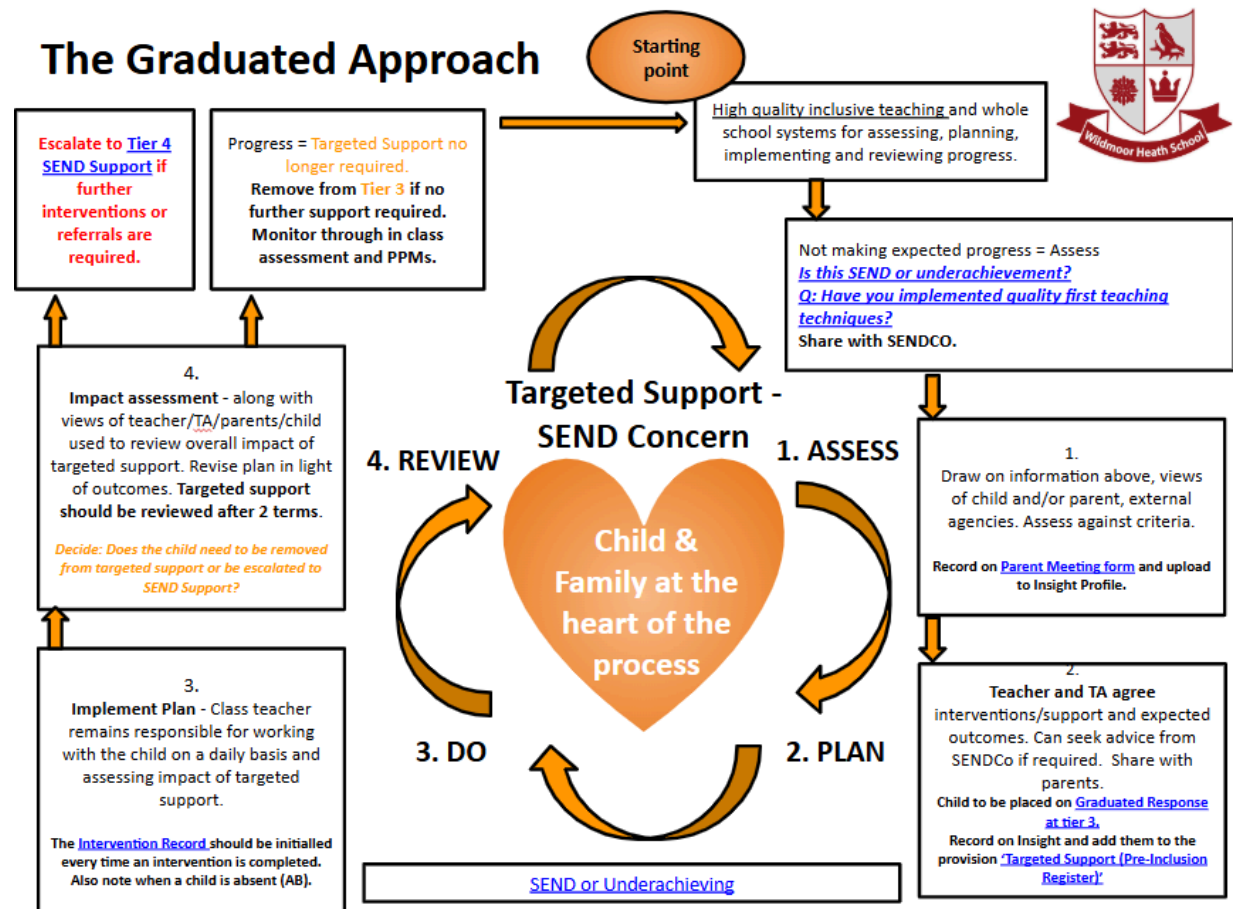 The Graduated Approach
Starting
point
Wildmoor Heath School
High quality inclusive teaching and whole
school systems for assessing, planning,
implementing and reviewing progress.
Not making expected progress = Assess
Is this SEND or underachievement?
Q: Have you implemented quality first teaching
techniques?
Share with SENDCO.
1.
Draw on information above, views
of child and/or parent, external
agencies. Assess against criteria.
Record on Parent Meeting form and upload
to Insight Profile.
2.
Teacher and TA agree
interventions/support and expected
outcomes. Can seek advice from
SENDCo if required.  Share with
parents.
Child to be placed on Graduated Response
at tier 3.
Record on Insight and add them to the
provision ‘Targeted Support (Pre-Inclusion
Register)’
3.
Implement Plan - Class teacher
remains responsible for working
with the child on a daily basis and
assessing impact of targeted
support.
The Intervention Record should be initialled
every time an intervention is completed.
Also note when a child is absent (AB).
4.
Impact assessment - along with
views of teacher/TA/parents/child
used to review overall impact of
targeted support. Revise plan in light
of outcomes. Targeted support
should be reviewed after 2 terms.
Decide: Does the child need to be removed
from targeted support or be escalated to
SEND Support?
Escalate to Tier 4
SEND Support if
further
interventions or
referrals are
required.
Progress = Targeted Support no
longer required.
Remove from Tier 3 if no
further support required.
Monitor through in class
assessment and PPMs.
Targeted Support -
SEND Concern
1. ASSESS
2. PLAN
3. DO
4. REVIEW
Child &
Family at the
heart of the
process
SEND or Underachieving